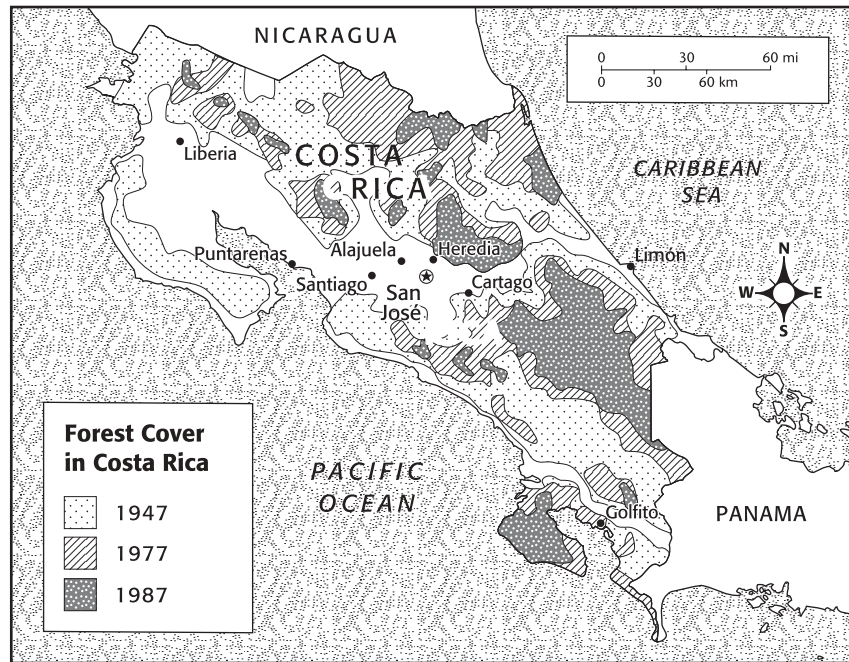 NICARAGUA
0 30 60 mi
0 30 60 km
Liberia
COSTA
RICA
CARIBBEAN
SEA
Puntarenas
Alajuela
Heredia
Limón
Santiago
San
José
Cartago
N
W E
S
Forest Cover
in Costa Rica
1947
1977
1987
PACIFIC
OCEAN
Golfito
PANAMA